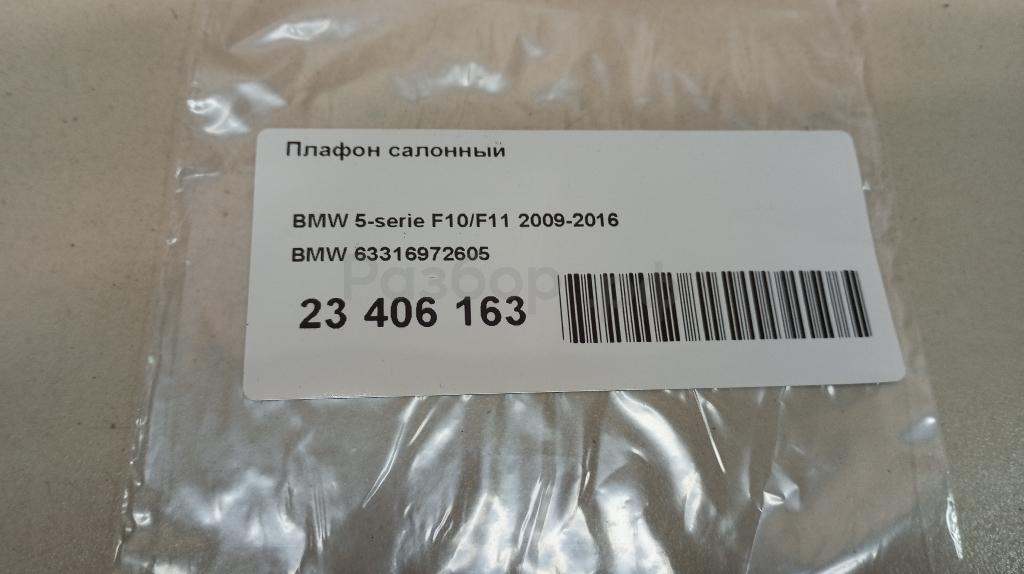 Плафон салонный
BMW 5-serie F10/F11 2009-2016
BMW 63316972605
23 406 163